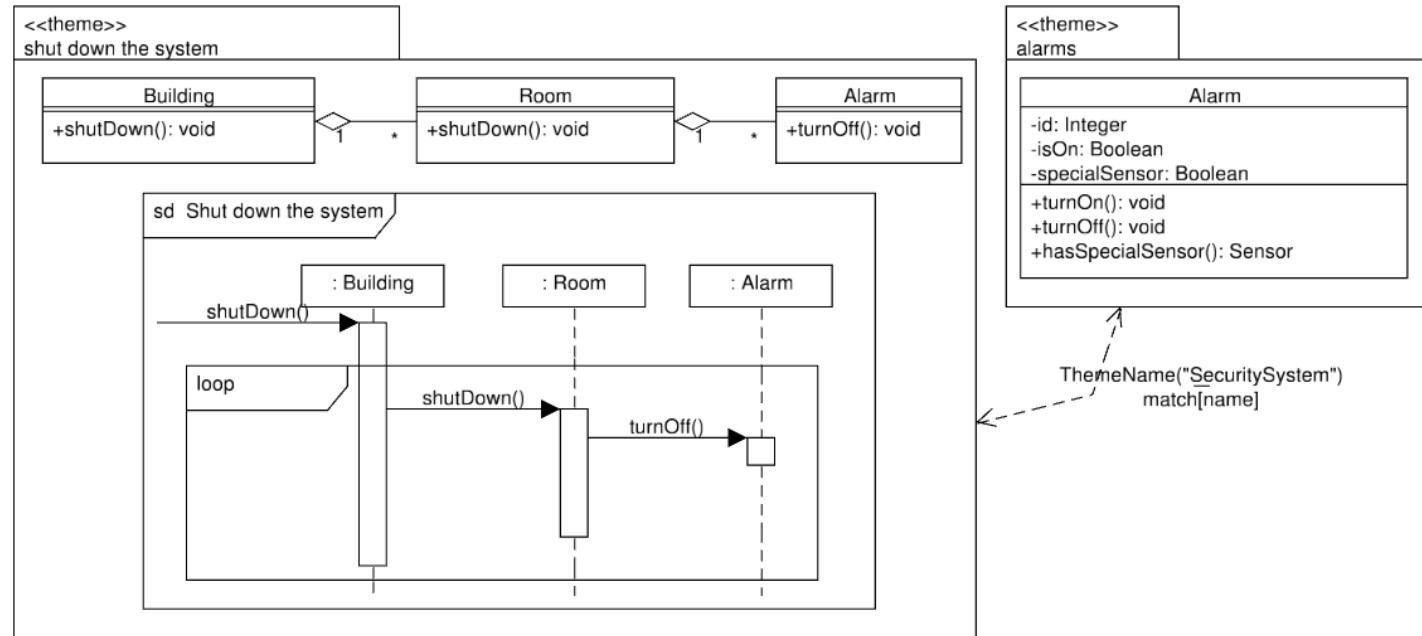 <<theme>>
shut down the system
Building
+shutDown(): void
1
*
Room
+shutDown(): void
1
*
Alarm
+turnOff(): void
sd Shut down the system
: Building
: Room
: Alarm
shutDown()
loop
shutDown()
turnOff()
<<theme>>
alarms
Alarm
-id: Integer
-isOn: Boolean
-specialSensor: Boolean
+turnOn(): void
+turnOff(): void
+hasSpecialSensor(): Sensor
ThemeName("SecuritySystem")
match[name]